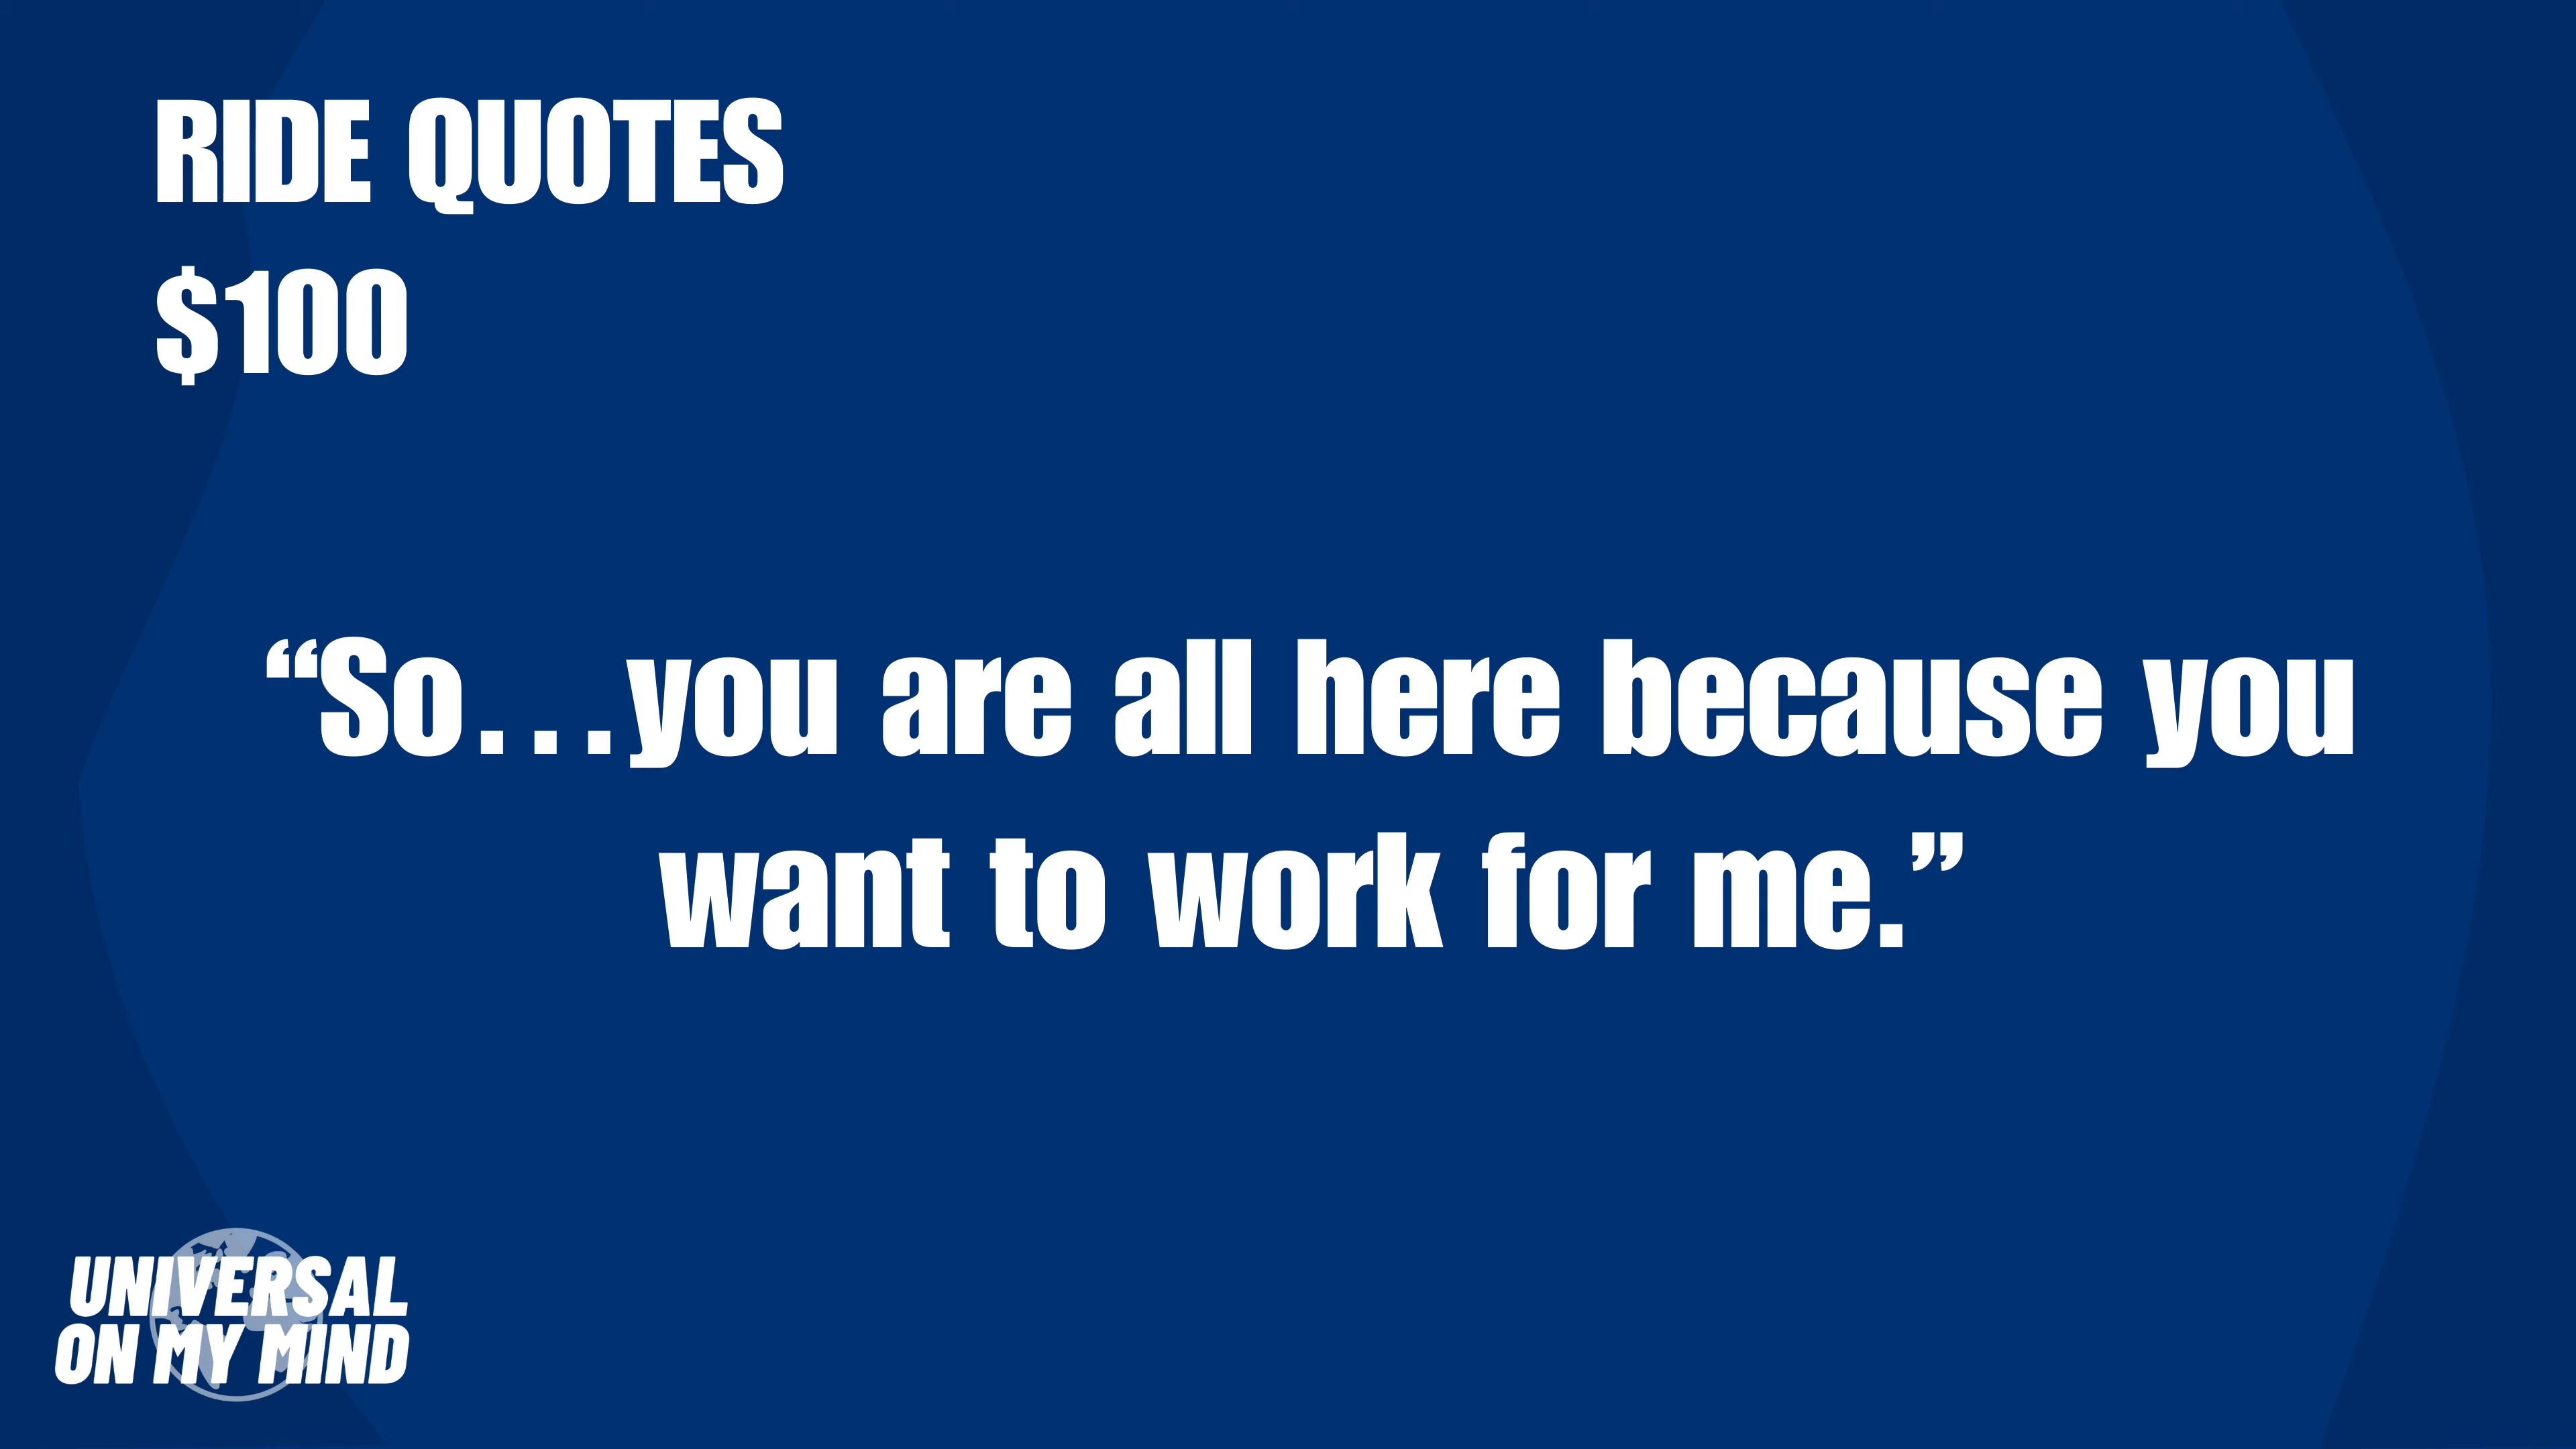 RIDE QUOTES
$100
“So...you are all here because you
want to work for me.”
UNIVERSAL
ON MY MIND